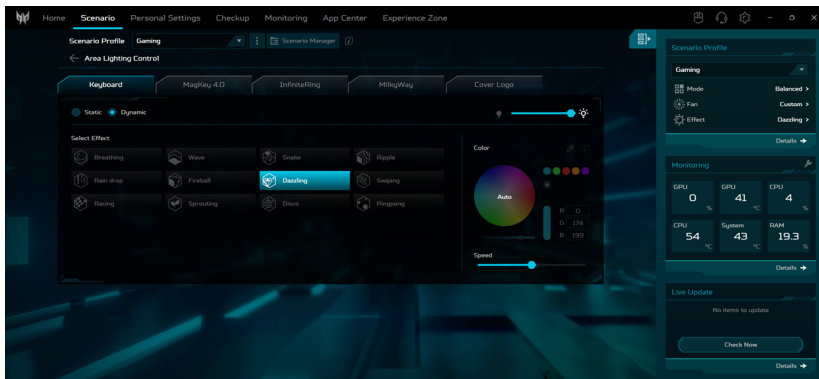 Home Scenario Personal Settings Checkup Monitoring App Center Experience Zone
Scenario Profile Gaming Scenario Manager
Area Lighting Control
Keyboard MagKey 4.0 InfiniteRing MilkyWay Cover Logo
Static Dynamic
Select Effect
Breathing Wave Snake Ripple
Rain drop Fireball Dazzling Swiping
Racing Sprouting Disco Pingpong
Color
Auto
R 0
G 174
B 199
Speed
Scenario Profile
Gaming
Mode Balanced >
Fan Custom >
Effect Dazzling >
Details →
Monitoring
GPU GPU CPU
0 % 41 °C 4 %
CPU System RAM
54 °C 43 °C 19.3 %
Details →
Live Update
No items to update
Check Now
Details →